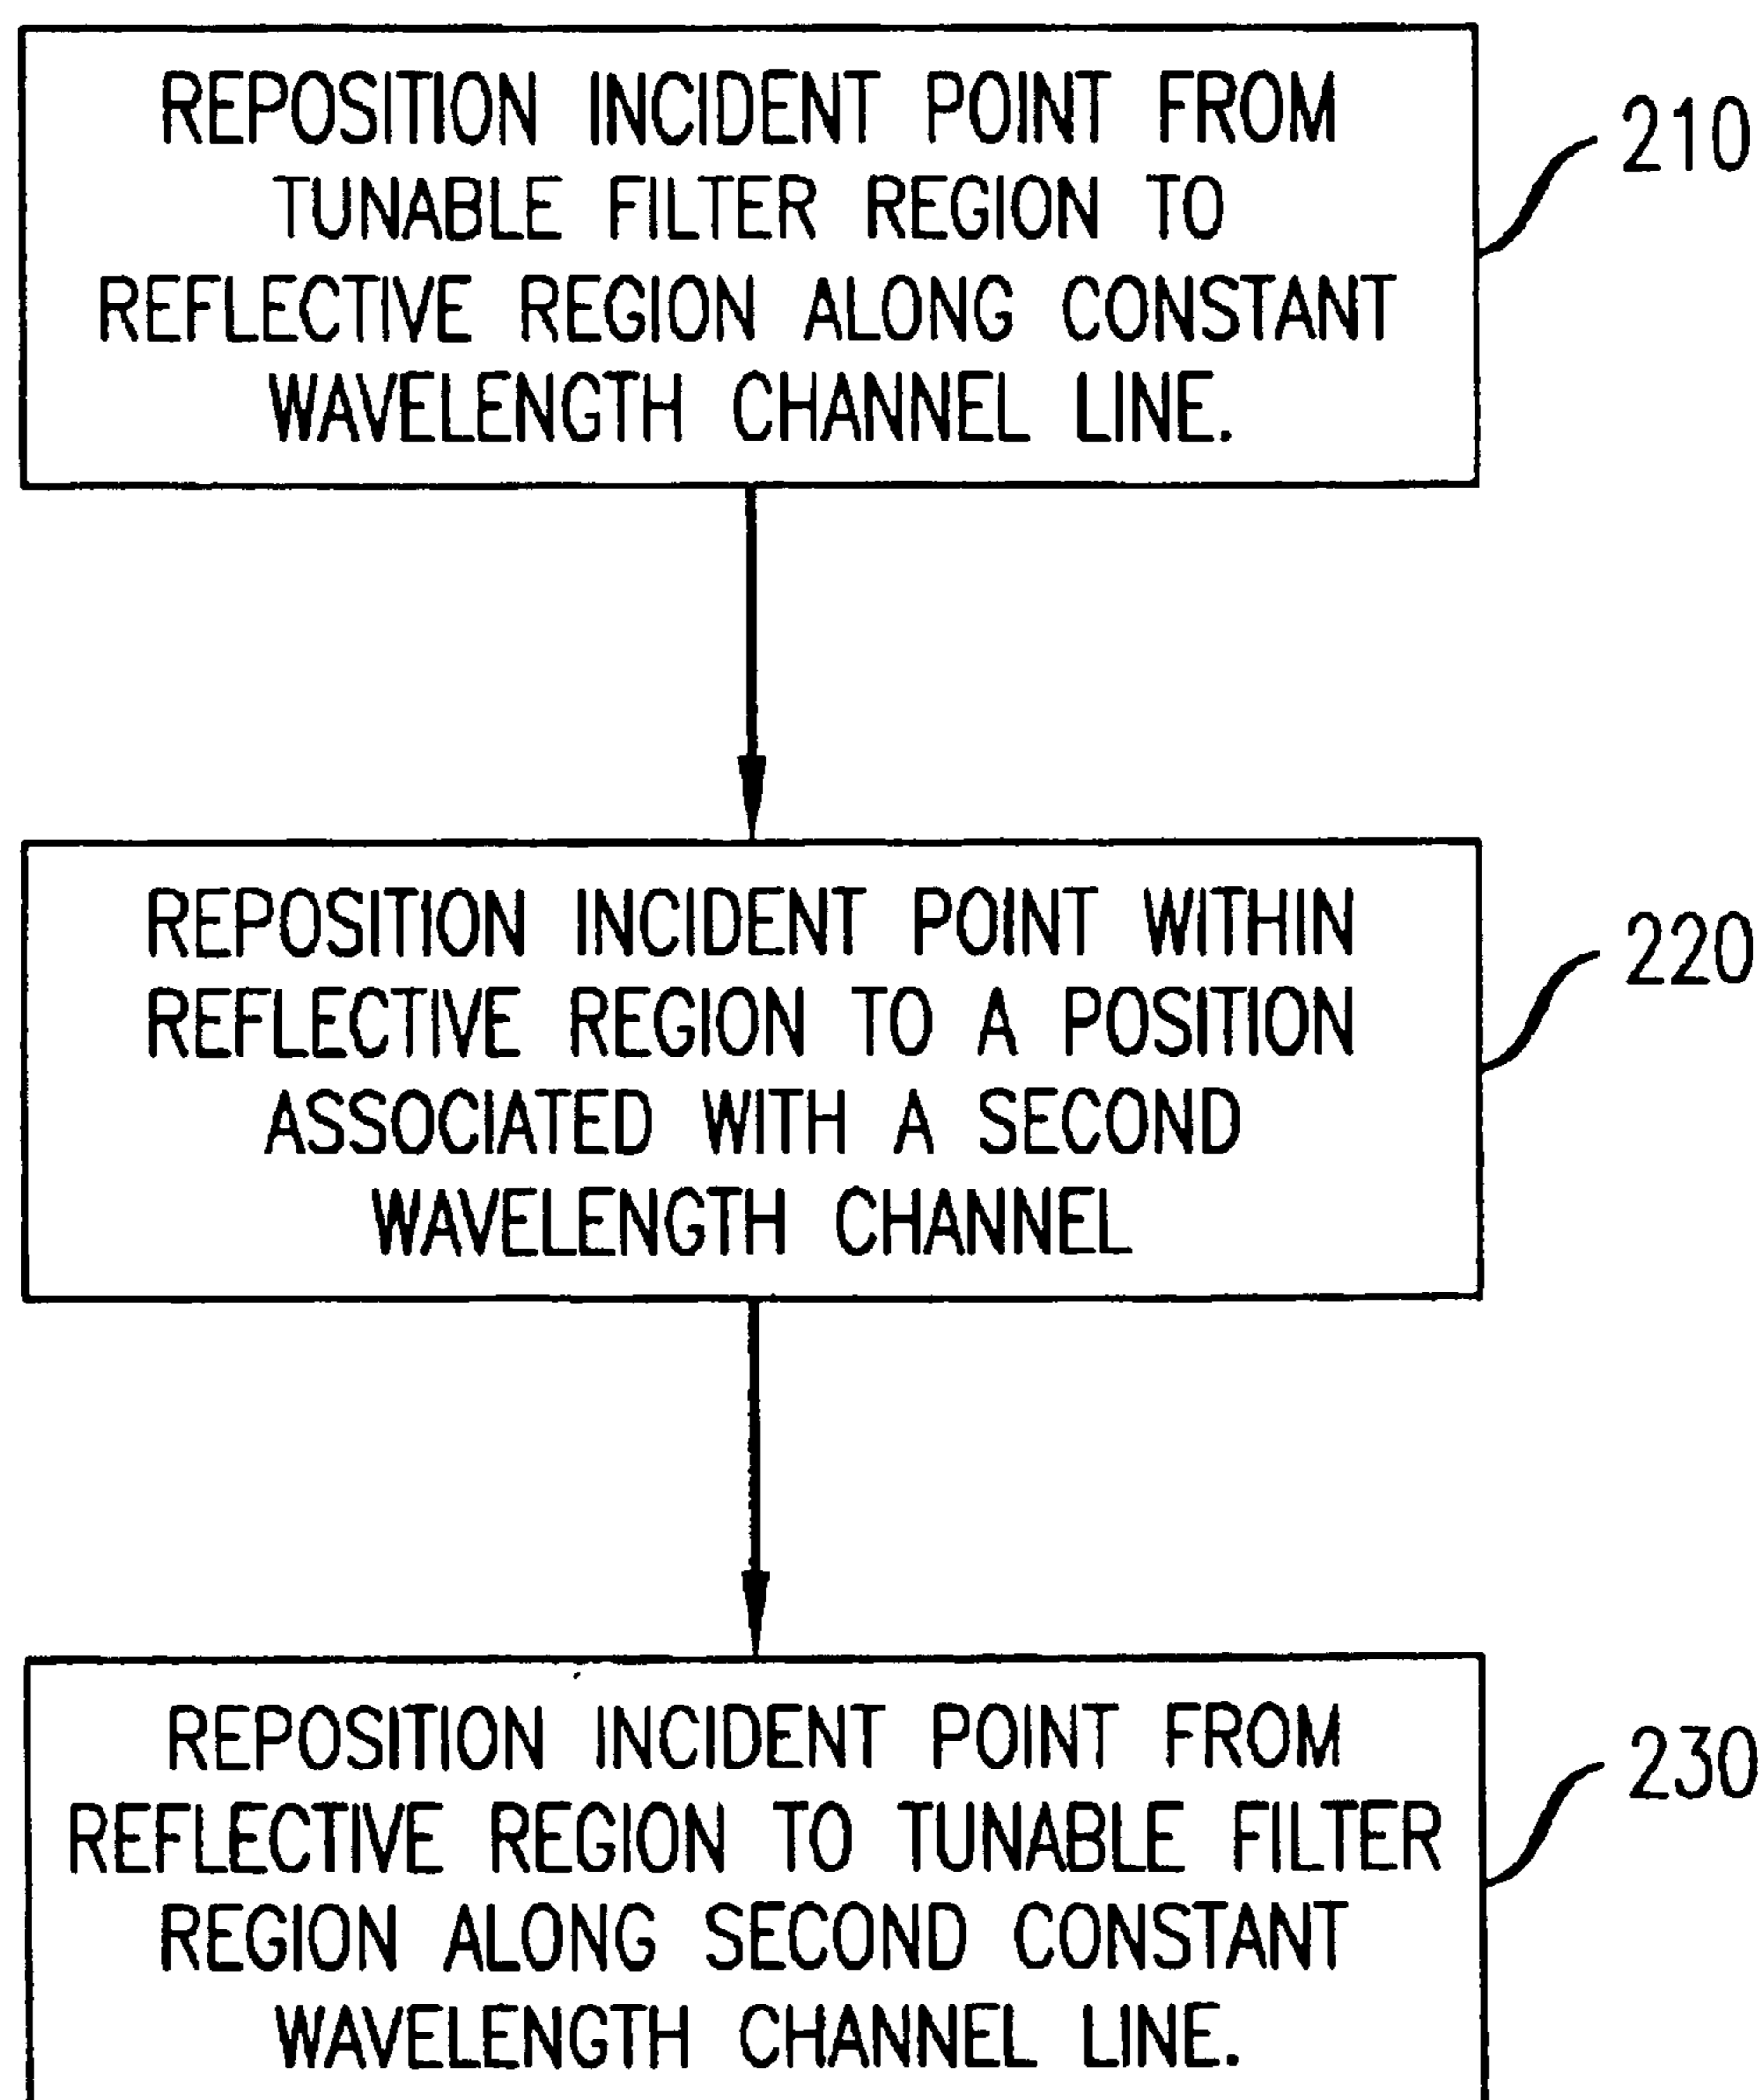 REPOSITION INCIDENT POINT FROM
TUNABLE FILTER REGION TO
REFLECTIVE REGION ALONG CONSTANT
WAVELENGTH CHANNEL LINE.
210
REPOSITION INCIDENT POINT WITHIN
REFLECTIVE REGION TO A POSITION
ASSOCIATED WITH A SECOND
WAVELENGTH CHANNEL
220
REPOSITION INCIDENT POINT FROM
REFLECTIVE REGION TO TUNABLE FILTER
REGION ALONG SECOND CONSTANT
WAVELENGTH CHANNEL LINE.
230